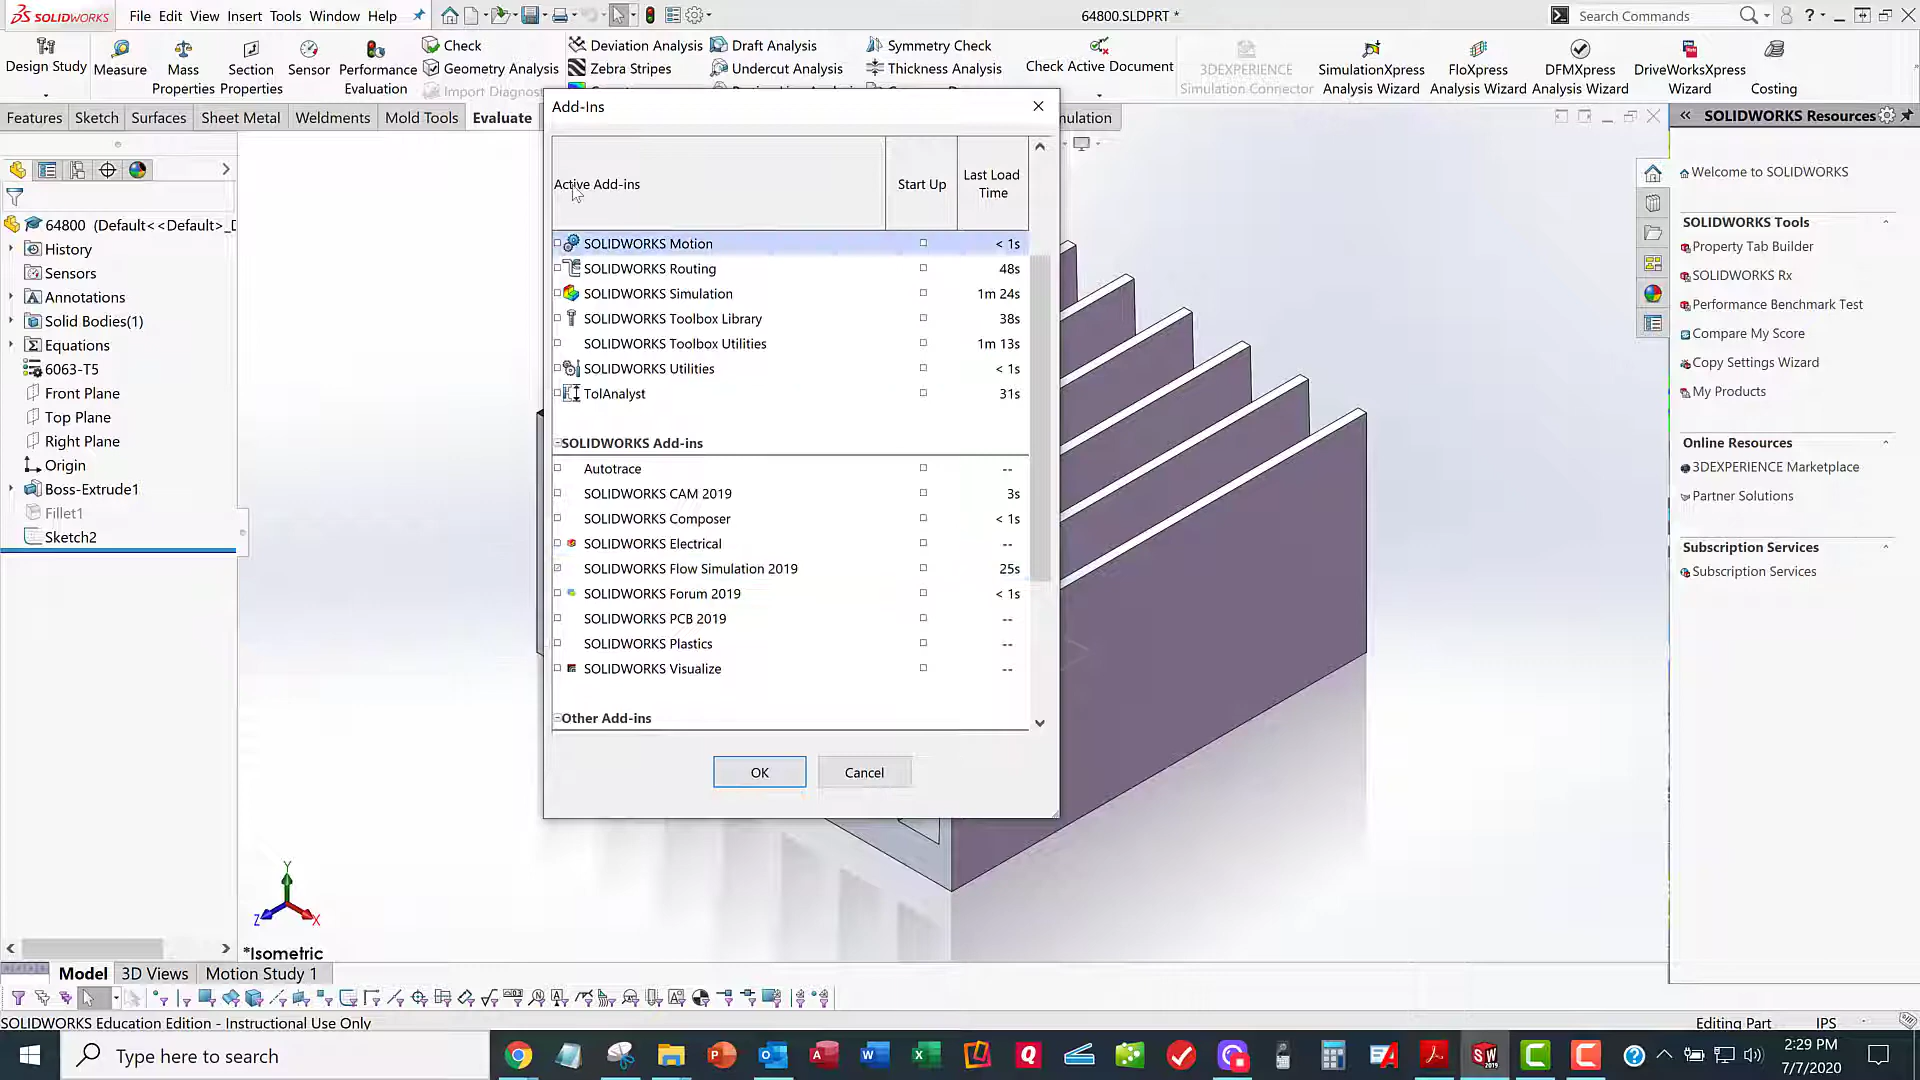 SOLIDWORKS File Edit View Insert Tools Window Help 64800.SLDPRT * Search Commands
Design Study
Measure
Mass Properties
Section Properties
Sensor
Performance Evaluation
Check
Geometry Analysis
Import Diagnos
Deviation Analysis
Zebra Stripes
Draft Analysis
Undercut Analysis
Symmetry Check
Thickness Analysis
Check Active Document
3DEXPERIENCE Simulation Connector
SimulationXpress Analysis Wizard
FloXpress Analysis Wizard
DFMXpress Analysis Wizard
DriveWorksXpress Wizard
Costing
Features Sketch Surfaces Sheet Metal Weldments Mold Tools Evaluate mulation
64800 (Default<<Default>_D
History
Sensors
Annotations
Solid Bodies(1)
Equations
6063-T5
Front Plane
Top Plane
Right Plane
Origin
Boss-Extrude1
Fillet1
Sketch2
Add-Ins
Active Add-ins Start Up Last Load Time
SOLIDWORKS Motion < 1s
SOLIDWORKS Routing 48s
SOLIDWORKS Simulation 1m 24s
SOLIDWORKS Toolbox Library 38s
SOLIDWORKS Toolbox Utilities 1m 13s
SOLIDWORKS Utilities < 1s
TolAnalyst 31s
SOLIDWORKS Add-ins
Autotrace --
SOLIDWORKS CAM 2019 3s
SOLIDWORKS Composer < 1s
SOLIDWORKS Electrical --
SOLIDWORKS Flow Simulation 2019 25s
SOLIDWORKS Forum 2019 < 1s
SOLIDWORKS PCB 2019 --
SOLIDWORKS Plastics --
SOLIDWORKS Visualize --
Other Add-ins
OK Cancel
SOLIDWORKS Resources
Welcome to SOLIDWORKS
SOLIDWORKS Tools
Property Tab Builder
SOLIDWORKS Rx
Performance Benchmark Test
Compare My Score
Copy Settings Wizard
My Products
Online Resources
3DEXPERIENCE Marketplace
Partner Solutions
Subscription Services
Subscription Services
Y
Z X
*Isometric
Model 3D Views Motion Study 1
SOLIDWORKS Education Edition - Instructional Use Only Editing Part IPS
Type here to search
2:29 PM
7/7/2020